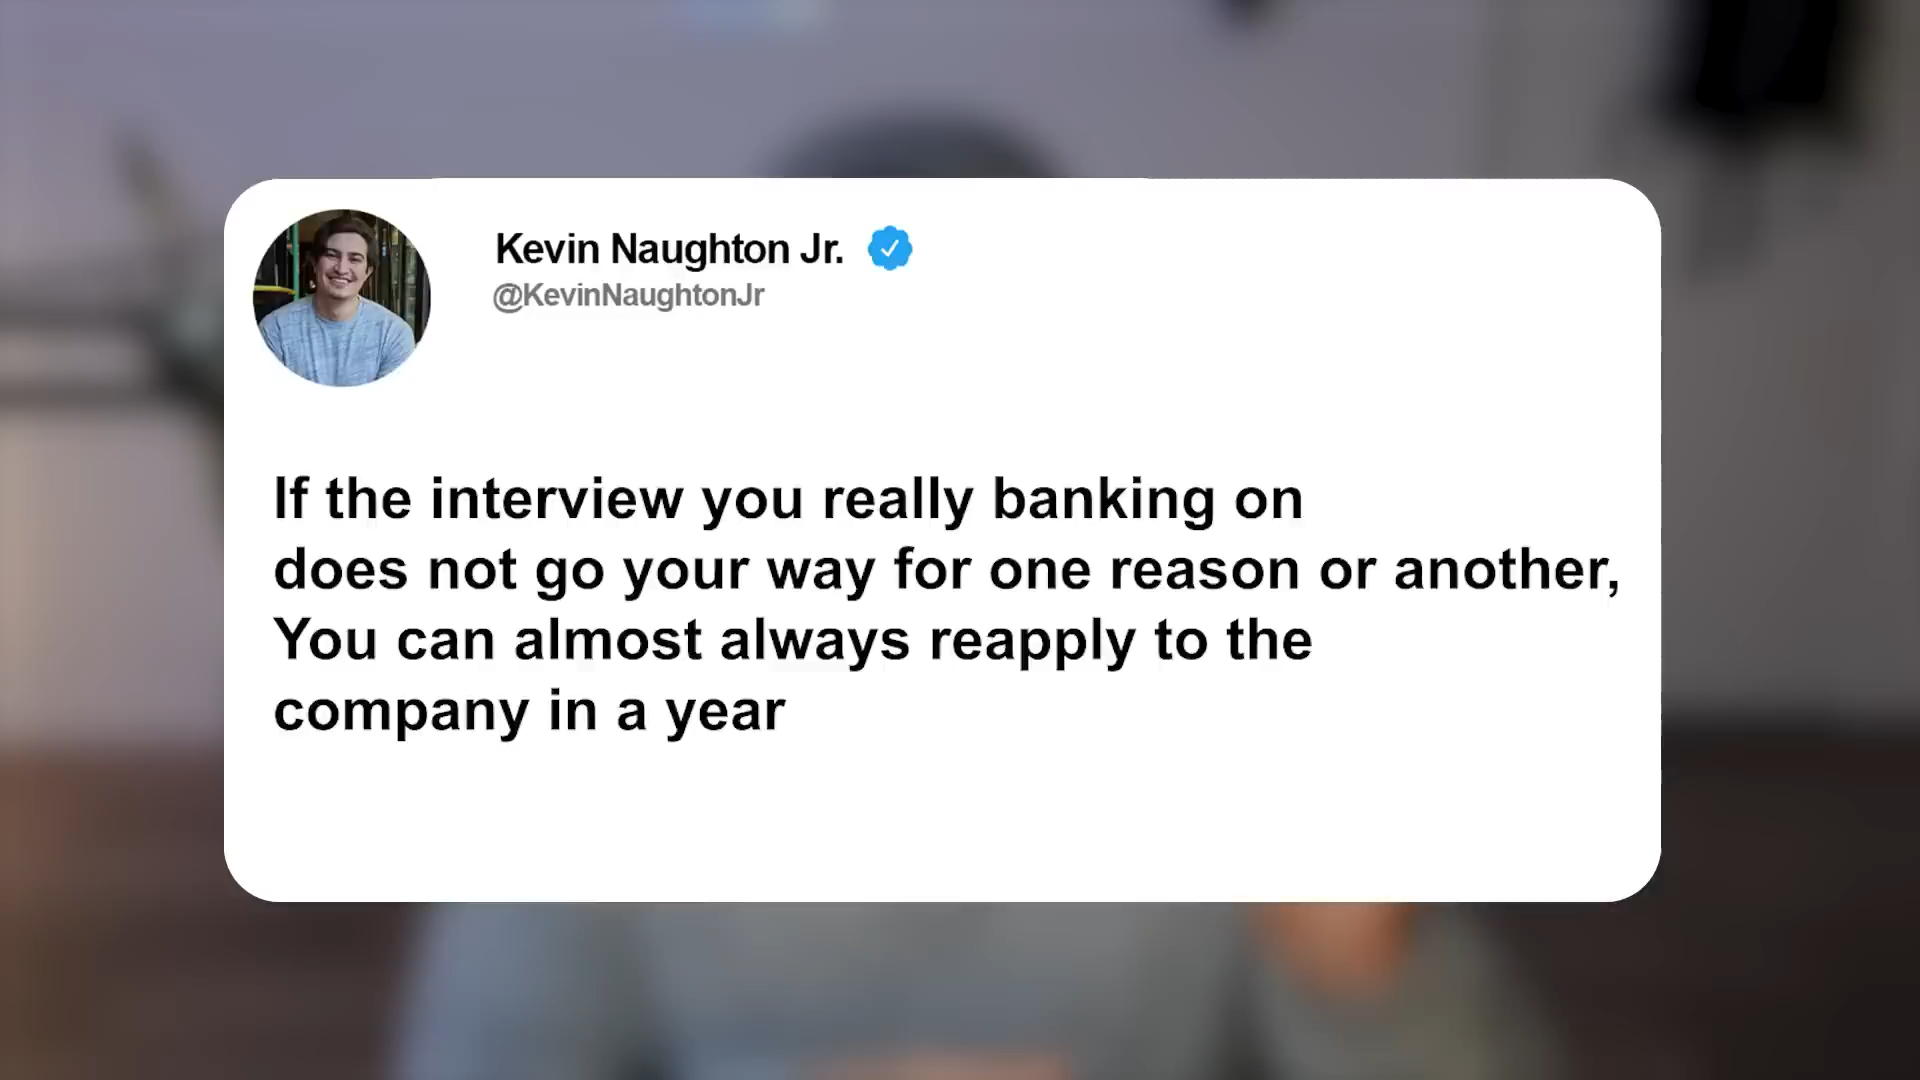 Kevin Naughton Jr.
@KevinNaughtonJr
If the interview you really banking on
does not go your way for one reason or another,
You can almost always reapply to the
company in a year